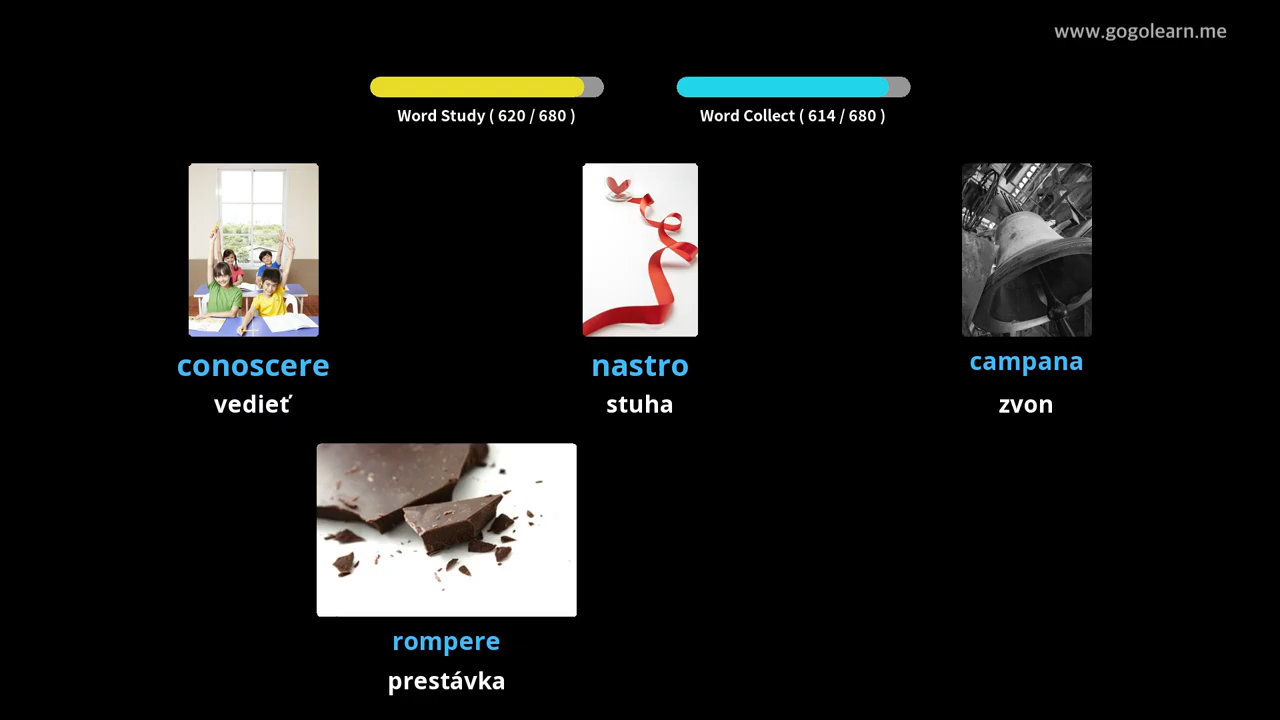 www.gogolearn.me
Word Study ( 620 / 680 )
Word Collect ( 614 / 680 )
conoscere
nastro
campana
vedieť
stuha
zvon
rompere
prestávka